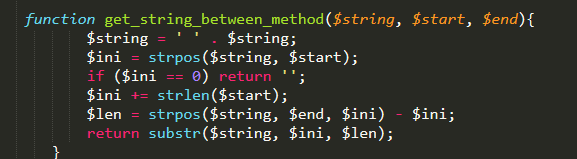 function get_string_between_method($string, $start, $end){
$string = ' ' . $string;
$ini = strpos($string, $start);
if ($ini == 0) return '';
$ini += strlen($start);
$len = strpos($string, $end, $ini) - $ini;
return substr($string, $ini, $len);
}